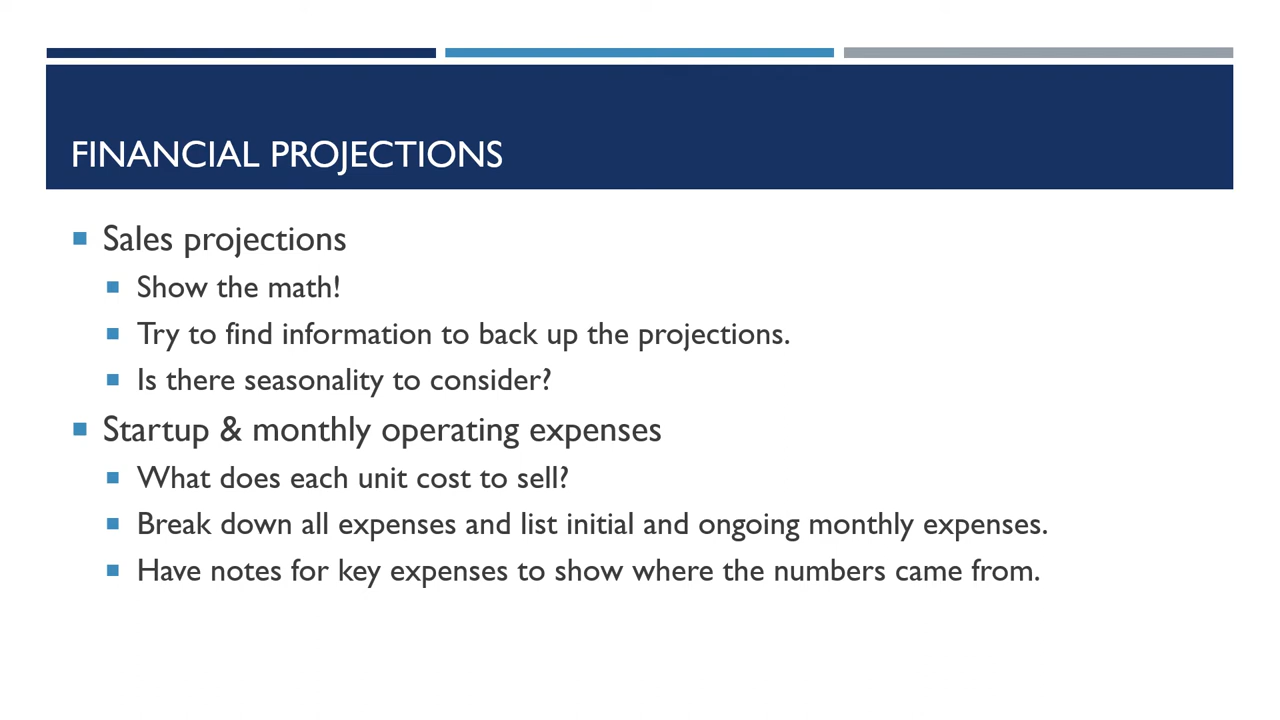 FINANCIAL PROJECTIONS
Sales projections
Show the math!
Try to find information to back up the projections.
Is there seasonality to consider?
Startup & monthly operating expenses
What does each unit cost to sell?
Break down all expenses and list initial and ongoing monthly expenses.
Have notes for key expenses to show where the numbers came from.